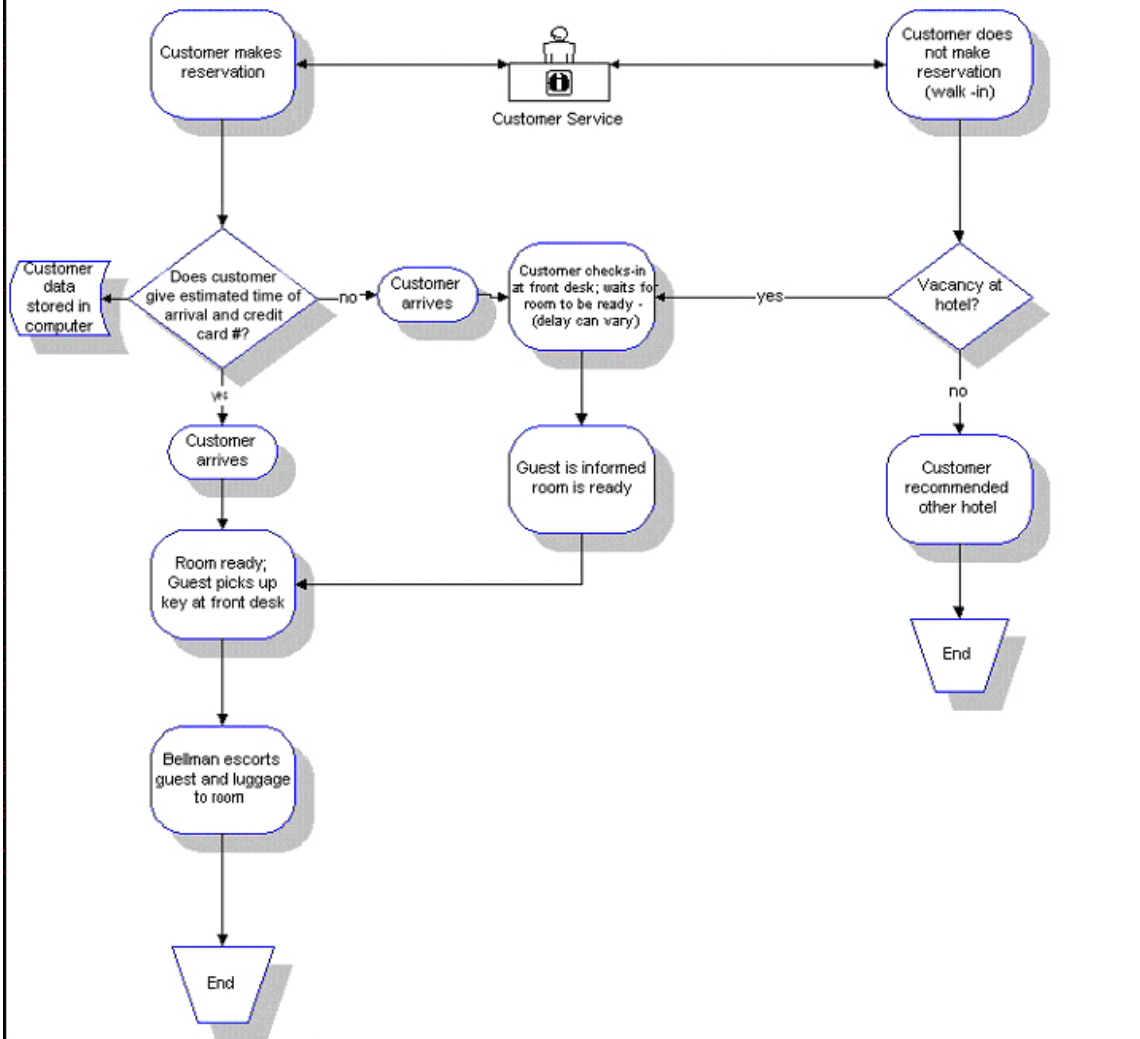 Customer makes
reservation
Customer Service
Customer does
not make
reservation
(walk -in)
Customer
data
stored in
computer
Does customer
give estimated time of
arrival and credit
card #?
no
Customer
arrives
Customer checks-in
at front desk; waits for
room to be ready -
(delay can vary)
yes
Vacancy at
hotel?
yes
no
Customer
arrives
Guest is informed
room is ready
Customer
recommended
other hotel
Room ready;
Guest picks up
key at front desk
End
Bellman escorts
guest and luggage
to room
End